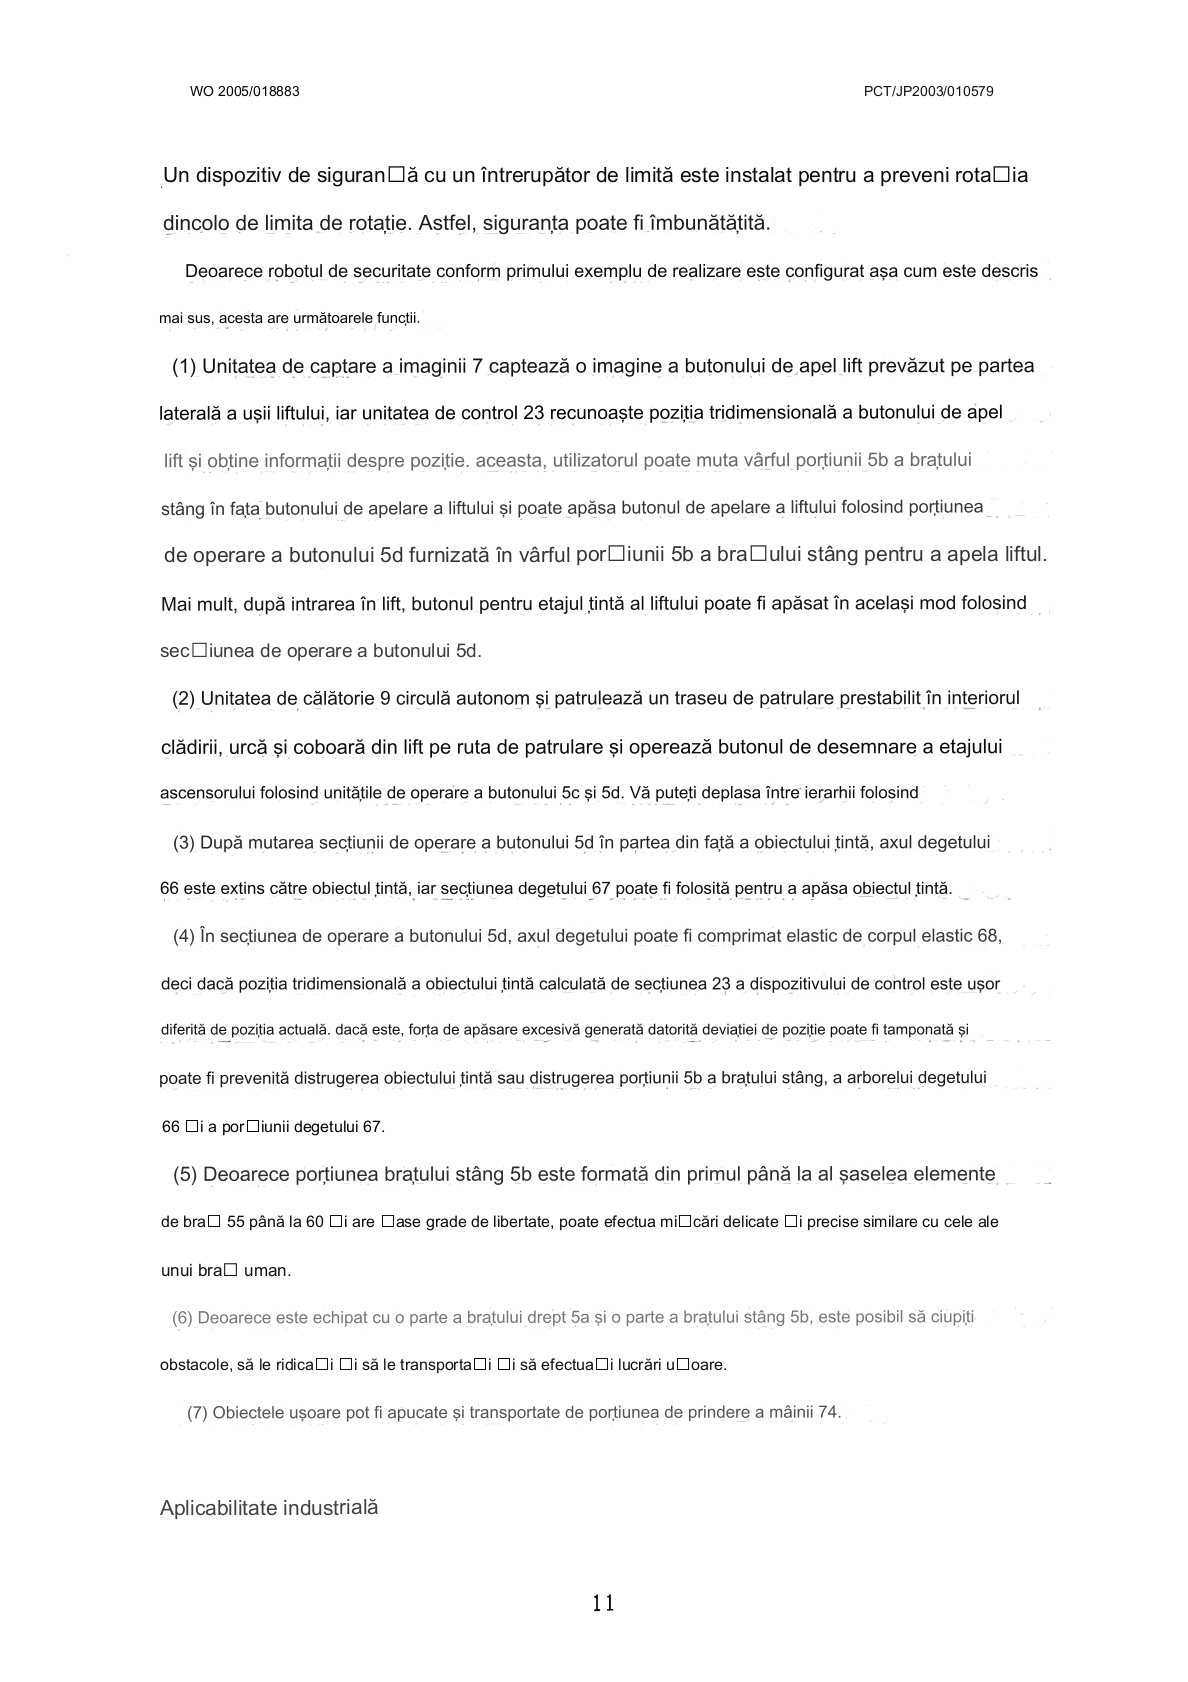 WO 2005/018883 PCT/JP2003/010579
Un dispozitiv de siguran□ă cu un întrerupător de limită este instalat pentru a preveni rota□ia
dincolo de limita de rotație. Astfel, siguranța poate fi îmbunătățită.
Deoarece robotul de securitate conform primului exemplu de realizare este configurat așa cum este descris
mai sus, acesta are următoarele funcții.
(1) Unitatea de captare a imaginii 7 captează o imagine a butonului de apel lift prevăzut pe partea
laterală a ușii liftului, iar unitatea de control 23 recunoaște poziția tridimensională a butonului de apel
lift și obține informații despre poziție. aceasta, utilizatorul poate muta vârful porțiunii 5b a brațului
stâng în fața butonului de apelare a liftului și poate apăsa butonul de apelare a liftului folosind porțiunea
de operare a butonului 5d furnizată în vârful por□iunii 5b a bra□ului stâng pentru a apela liftul.
Mai mult, după intrarea în lift, butonul pentru etajul țintă al liftului poate fi apăsat în același mod folosind
sec□iunea de operare a butonului 5d.
(2) Unitatea de călătorie 9 circulă autonom și patrulează un traseu de patrulare prestabilit în interiorul
clădirii, urcă și coboară din lift pe ruta de patrulare și operează butonul de desemnare a etajului
ascensorului folosind unitățile de operare a butonului 5c și 5d. Vă puteți deplasa între ierarhii folosind
(3) După mutarea secțiunii de operare a butonului 5d în partea din față a obiectului țintă, axul degetului
66 este extins către obiectul țintă, iar secțiunea degetului 67 poate fi folosită pentru a apăsa obiectul țintă.
(4) În secțiunea de operare a butonului 5d, axul degetului poate fi comprimat elastic de corpul elastic 68,
deci dacă poziția tridimensională a obiectului țintă calculată de secțiunea 23 a dispozitivului de control este ușor
diferită de poziția actuală. dacă este, forța de apăsare excesivă generată datorită deviației de poziție poate fi tamponată și
poate fi prevenită distrugerea obiectului țintă sau distrugerea porțiunii 5b a brațului stâng, a arborelui degetului
66 □i a por□iunii degetului 67.
(5) Deoarece porțiunea brațului stâng 5b este formată din primul până la al șaselea elemente
de bra□ 55 până la 60 □i are □ase grade de libertate, poate efectua mi□cări delicate □i precise similare cu cele ale
unui bra□ uman.
(6) Deoarece este echipat cu o parte a brațului drept 5a și o parte a brațului stâng 5b, este posibil să ciupiți
obstacole, să le ridica□i □i să le transporta□i □i să efectua□i lucrări u□oare.
(7) Obiectele ușoare pot fi apucate și transportate de porțiunea de prindere a mâinii 74.
Aplicabilitate industrială
11